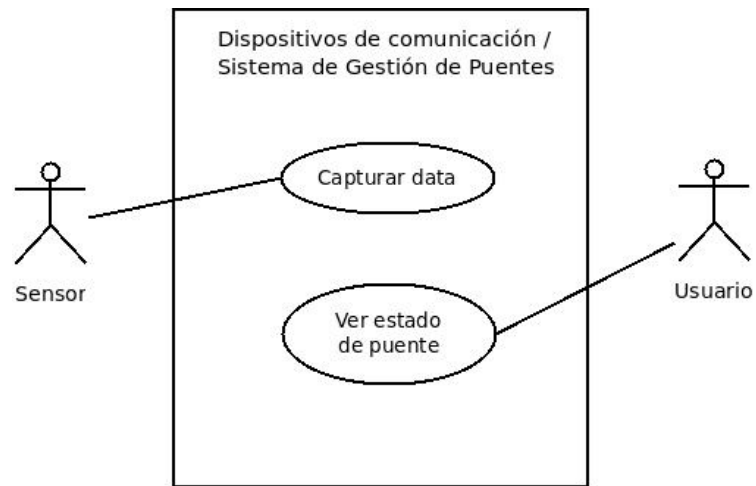 Dispositivos de comunicación /
Sistema de Gestión de Puentes
Capturar data
Sensor
Usuario
Ver estado
de puente